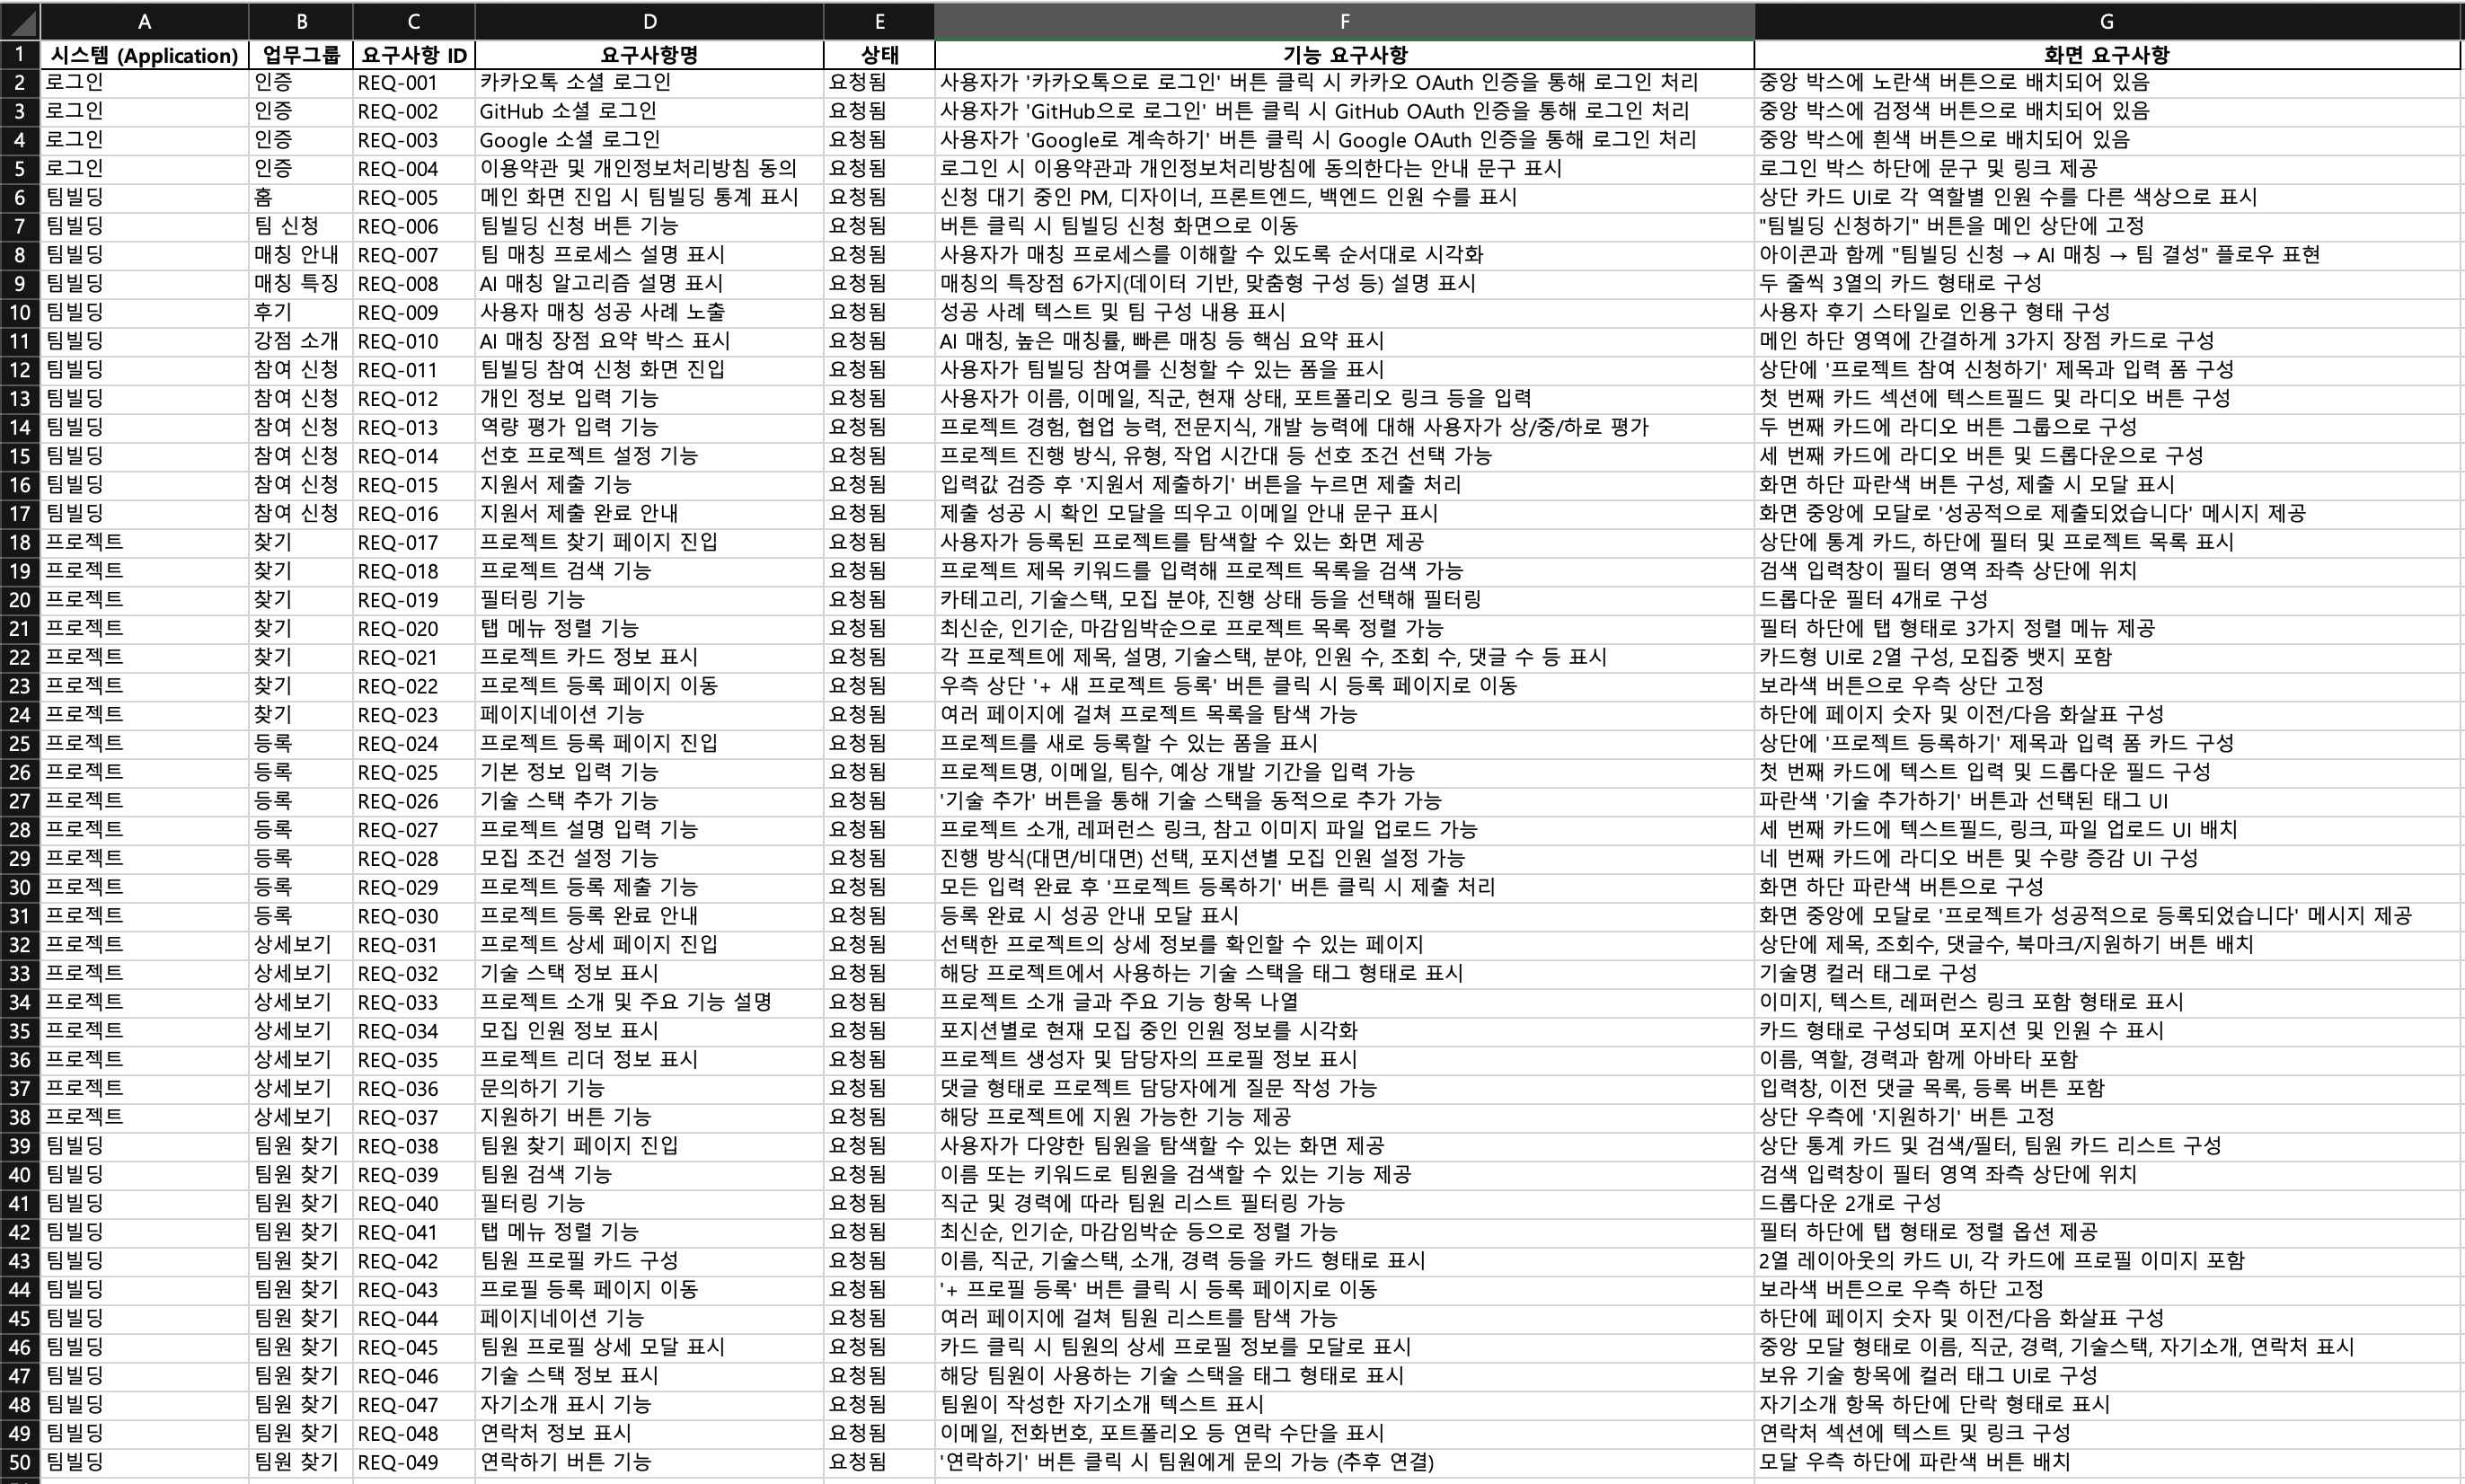 A B C D E F G
1 시스템 (Application) 업무그룹 요구사항 ID 요구사항명 상태 기능 요구사항 화면 요구사항
2 로그인 인증 REQ-001 카카오톡 소셜 로그인 요청됨 사용자가 '카카오톡으로 로그인' 버튼 클릭 시 카카오 OAuth 인증을 통해 로그인 처리 중앙 박스에 노란색 버튼으로 배치되어 있음
3 로그인 인증 REQ-002 GitHub 소셜 로그인 요청됨 사용자가 'GitHub으로 로그인' 버튼 클릭 시 GitHub OAuth 인증을 통해 로그인 처리 중앙 박스에 검정색 버튼으로 배치되어 있음
4 로그인 인증 REQ-003 Google 소셜 로그인 요청됨 사용자가 'Google로 계속하기' 버튼 클릭 시 Google OAuth 인증을 통해 로그인 처리 중앙 박스에 흰색 버튼으로 배치되어 있음
5 로그인 인증 REQ-004 이용약관 및 개인정보처리방침 동의 요청됨 로그인 시 이용약관과 개인정보처리방침에 동의한다는 안내 문구 표시 로그인 박스 하단에 문구 및 링크 제공
6 팀빌딩 홈 REQ-005 메인 화면 진입 시 팀빌딩 통계 표시 요청됨 신청 대기 중인 PM, 디자이너, 프론트엔드, 백엔드 인원 수를 표시 상단 카드 UI로 각 역할별 인원 수를 다른 색상으로 표시
7 팀빌딩 팀 신청 REQ-006 팀빌딩 신청 버튼 기능 요청됨 버튼 클릭 시 팀빌딩 신청 화면으로 이동 "팀빌딩 신청하기" 버튼을 메인 상단에 고정
8 팀빌딩 매칭 안내 REQ-007 팀 매칭 프로세스 설명 표시 요청됨 사용자가 매칭 프로세스를 이해할 수 있도록 순서대로 시각화 아이콘과 함께 "팀빌딩 신청 → AI 매칭 → 팀 결성" 플로우 표현
9 팀빌딩 매칭 특징 REQ-008 AI 매칭 알고리즘 설명 표시 요청됨 매칭의 특장점 6가지(데이터 기반, 맞춤형 구성 등) 설명 표시 두 줄씩 3열의 카드 형태로 구성
10 팀빌딩 후기 REQ-009 사용자 매칭 성공 사례 노출 요청됨 성공 사례 텍스트 및 팀 구성 내용 표시 사용자 후기 스타일로 인용구 형태 구성
11 팀빌딩 강점 소개 REQ-010 AI 매칭 장점 요약 박스 표시 요청됨 AI 매칭, 높은 매칭률, 빠른 매칭 등 핵심 요약 표시 메인 하단 영역에 간결하게 3가지 장점 카드로 구성
12 팀빌딩 참여 신청 REQ-011 팀빌딩 참여 신청 화면 진입 요청됨 사용자가 팀빌딩 참여를 신청할 수 있는 폼을 표시 상단에 '프로젝트 참여 신청하기' 제목과 입력 폼 구성
13 팀빌딩 참여 신청 REQ-012 개인 정보 입력 기능 요청됨 사용자가 이름, 이메일, 직군, 현재 상태, 포트폴리오 링크 등을 입력 첫 번째 카드 섹션에 텍스트필드 및 라디오 버튼 구성
14 팀빌딩 참여 신청 REQ-013 역량 평가 입력 기능 요청됨 프로젝트 경험, 협업 능력, 전문지식, 개발 능력에 대해 사용자가 상/중/하로 평가 두 번째 카드에 라디오 버튼 그룹으로 구성
15 팀빌딩 참여 신청 REQ-014 선호 프로젝트 설정 기능 요청됨 프로젝트 진행 방식, 유형, 작업 시간대 등 선호 조건 선택 가능 세 번째 카드에 라디오 버튼 및 드롭다운으로 구성
16 팀빌딩 참여 신청 REQ-015 지원서 제출 기능 요청됨 입력값 검증 후 '지원서 제출하기' 버튼을 누르면 제출 처리 화면 하단 파란색 버튼 구성, 제출 시 모달 표시
17 팀빌딩 참여 신청 REQ-016 지원서 제출 완료 안내 요청됨 제출 성공 시 확인 모달을 띄우고 이메일 안내 문구 표시 화면 중앙에 모달로 '성공적으로 제출되었습니다' 메시지 제공
18 프로젝트 찾기 REQ-017 프로젝트 찾기 페이지 진입 요청됨 사용자가 등록된 프로젝트를 탐색할 수 있는 화면 제공 상단에 통계 카드, 하단에 필터 및 프로젝트 목록 표시
19 프로젝트 찾기 REQ-018 프로젝트 검색 기능 요청됨 프로젝트 제목 키워드를 입력해 프로젝트 목록을 검색 가능 검색 입력창이 필터 영역 좌측 상단에 위치
20 프로젝트 찾기 REQ-019 필터링 기능 요청됨 카테고리, 기술스택, 모집 분야, 진행 상태 등을 선택해 필터링 드롭다운 필터 4개로 구성
21 프로젝트 찾기 REQ-020 탭 메뉴 정렬 기능 요청됨 최신순, 인기순, 마감임박순으로 프로젝트 목록 정렬 가능 필터 하단에 탭 형태로 3가지 정렬 메뉴 제공
22 프로젝트 찾기 REQ-021 프로젝트 카드 정보 표시 요청됨 각 프로젝트에 제목, 설명, 기술스택, 분야, 인원 수, 조회 수, 댓글 수 등 표시 카드형 UI로 2열 구성, 모집중 뱃지 포함
23 프로젝트 찾기 REQ-022 프로젝트 등록 페이지 이동 요청됨 우측 상단 '+ 새 프로젝트 등록' 버튼 클릭 시 등록 페이지로 이동 보라색 버튼으로 우측 상단 고정
24 프로젝트 찾기 REQ-023 페이지네이션 기능 요청됨 여러 페이지에 걸쳐 프로젝트 목록을 탐색 가능 하단에 페이지 숫자 및 이전/다음 화살표 구성
25 프로젝트 등록 REQ-024 프로젝트 등록 페이지 진입 요청됨 프로젝트를 새로 등록할 수 있는 폼을 표시 상단에 '프로젝트 등록하기' 제목과 입력 폼 카드 구성
26 프로젝트 등록 REQ-025 기본 정보 입력 기능 요청됨 프로젝트명, 이메일, 팀수, 예상 개발 기간을 입력 가능 첫 번째 카드에 텍스트 입력 및 드롭다운 필드 구성
27 프로젝트 등록 REQ-026 기술 스택 추가 기능 요청됨 '기술 추가' 버튼을 통해 기술 스택을 동적으로 추가 가능 파란색 '기술 추가하기' 버튼과 선택된 태그 UI
28 프로젝트 등록 REQ-027 프로젝트 설명 입력 기능 요청됨 프로젝트 소개, 레퍼런스 링크, 참고 이미지 파일 업로드 가능 세 번째 카드에 텍스트필드, 링크, 파일 업로드 UI 배치
29 프로젝트 등록 REQ-028 모집 조건 설정 기능 요청됨 진행 방식(대면/비대면) 선택, 포지션별 모집 인원 설정 가능 네 번째 카드에 라디오 버튼 및 수량 증감 UI 구성
30 프로젝트 등록 REQ-029 프로젝트 등록 제출 기능 요청됨 모든 입력 완료 후 '프로젝트 등록하기' 버튼 클릭 시 제출 처리 화면 하단 파란색 버튼으로 구성
31 프로젝트 등록 REQ-030 프로젝트 등록 완료 안내 요청됨 등록 완료 시 성공 안내 모달 표시 화면 중앙에 모달로 '프로젝트가 성공적으로 등록되었습니다' 메시지 제공
32 프로젝트 상세보기 REQ-031 프로젝트 상세 페이지 진입 요청됨 선택한 프로젝트의 상세 정보를 확인할 수 있는 페이지 상단에 제목, 조회수, 댓글수, 북마크/지원하기 버튼 배치
33 프로젝트 상세보기 REQ-032 기술 스택 정보 표시 요청됨 해당 프로젝트에서 사용하는 기술 스택을 태그 형태로 표시 기술명 컬러 태그로 구성
34 프로젝트 상세보기 REQ-033 프로젝트 소개 및 주요 기능 설명 요청됨 프로젝트 소개 글과 주요 기능 항목 나열 이미지, 텍스트, 레퍼런스 링크 포함 형태로 표시
35 프로젝트 상세보기 REQ-034 모집 인원 정보 표시 요청됨 포지션별로 현재 모집 중인 인원 정보를 시각화 카드 형태로 구성되며 포지션 및 인원 수 표시
36 프로젝트 상세보기 REQ-035 프로젝트 리더 정보 표시 요청됨 프로젝트 생성자 및 담당자의 프로필 정보 표시 이름, 역할, 경력과 함께 아바타 포함
37 프로젝트 상세보기 REQ-036 문의하기 기능 요청됨 댓글 형태로 프로젝트 담당자에게 질문 작성 가능 입력창, 이전 댓글 목록, 등록 버튼 포함
38 프로젝트 상세보기 REQ-037 지원하기 버튼 기능 요청됨 해당 프로젝트에 지원 가능한 기능 제공 상단 우측에 '지원하기' 버튼 고정
39 팀빌딩 팀원 찾기 REQ-038 팀원 찾기 페이지 진입 요청됨 사용자가 다양한 팀원을 탐색할 수 있는 화면 제공 상단 통계 카드 및 검색/필터, 팀원 카드 리스트 구성
40 팀빌딩 팀원 찾기 REQ-039 팀원 검색 기능 요청됨 이름 또는 키워드로 팀원을 검색할 수 있는 기능 제공 검색 입력창이 필터 영역 좌측 상단에 위치
41 팀빌딩 팀원 찾기 REQ-040 필터링 기능 요청됨 직군 및 경력에 따라 팀원 리스트 필터링 가능 드롭다운 2개로 구성
42 팀빌딩 팀원 찾기 REQ-041 탭 메뉴 정렬 기능 요청됨 최신순, 인기순, 마감임박순 등으로 정렬 가능 필터 하단에 탭 형태로 정렬 옵션 제공
43 팀빌딩 팀원 찾기 REQ-042 팀원 프로필 카드 구성 요청됨 이름, 직군, 기술스택, 소개, 경력 등을 카드 형태로 표시 2열 레이아웃의 카드 UI, 각 카드에 프로필 이미지 포함
44 팀빌딩 팀원 찾기 REQ-043 프로필 등록 페이지 이동 요청됨 '+ 프로필 등록' 버튼 클릭 시 등록 페이지로 이동 보라색 버튼으로 우측 하단 고정
45 팀빌딩 팀원 찾기 REQ-044 페이지네이션 기능 요청됨 여러 페이지에 걸쳐 팀원 리스트를 탐색 가능 하단에 페이지 숫자 및 이전/다음 화살표 구성
46 팀빌딩 팀원 찾기 REQ-045 팀원 프로필 상세 모달 표시 요청됨 카드 클릭 시 팀원의 상세 프로필 정보를 모달로 표시 중앙 모달 형태로 이름, 직군, 경력, 기술스택, 자기소개, 연락처 표시
47 팀빌딩 팀원 찾기 REQ-046 기술 스택 정보 표시 요청됨 해당 팀원이 사용하는 기술 스택을 태그 형태로 표시 보유 기술 항목에 컬러 태그 UI로 구성
48 팀빌딩 팀원 찾기 REQ-047 자기소개 표시 기능 요청됨 팀원이 작성한 자기소개 텍스트 표시 자기소개 항목 하단에 단락 형태로 표시
49 팀빌딩 팀원 찾기 REQ-048 연락처 정보 표시 요청됨 이메일, 전화번호, 포트폴리오 등 연락 수단을 표시 연락처 섹션에 텍스트 및 링크 구성
50 팀빌딩 팀원 찾기 REQ-049 연락하기 버튼 기능 요청됨 '연락하기' 버튼 클릭 시 팀원에게 문의 가능 (추후 연결) 모달 우측 하단에 파란색 버튼 배치